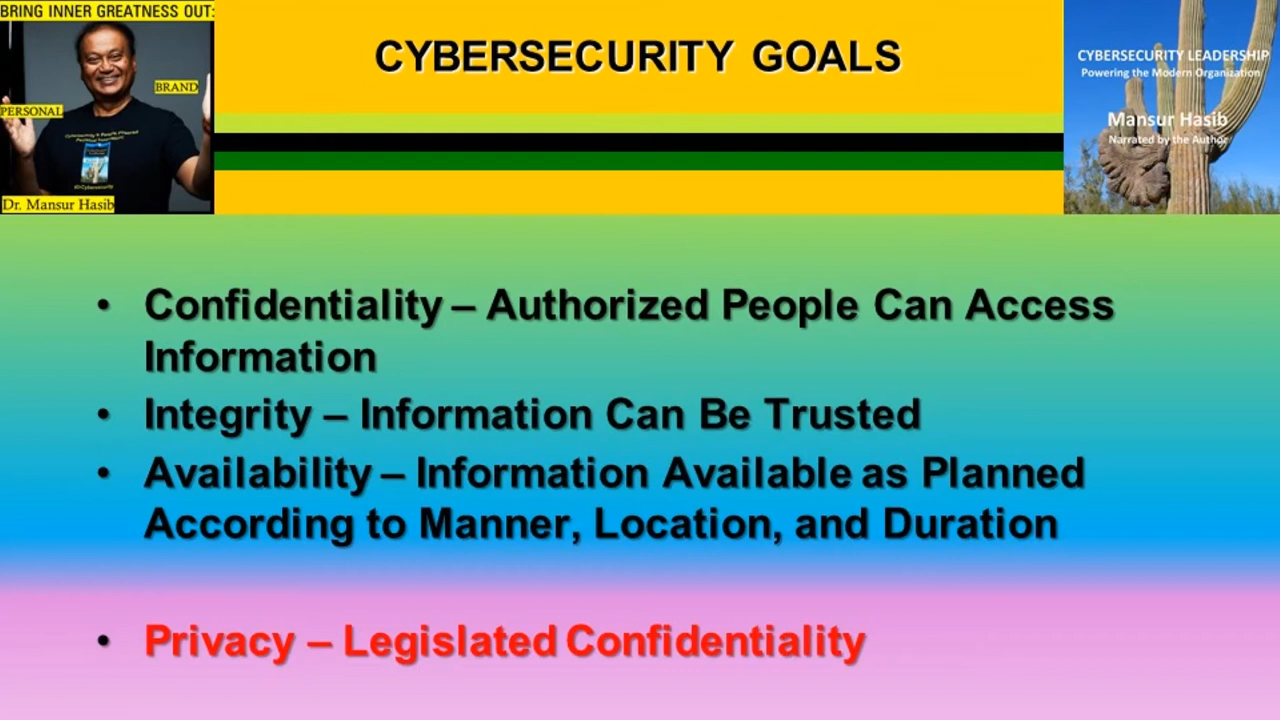 BRING INNER GREATNESS OUT:
PERSONAL
BRAND
Dr. Mansur Hasib
CYBERSECURITY GOALS
CYBERSECURITY LEADERSHIP
Powering the Modern Organization
Mansur Hasib
Narrated by the Author
• Confidentiality – Authorized People Can Access
Information
• Integrity – Information Can Be Trusted
• Availability – Information Available as Planned
According to Manner, Location, and Duration
• Privacy – Legislated Confidentiality